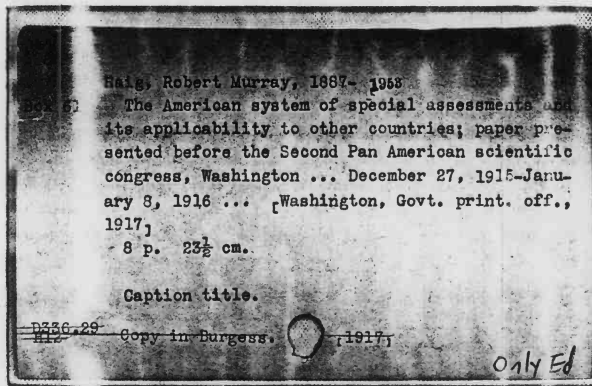 Haig, Robert Murray, 1887- 1953
Box 61 The American system of special assessments and
its applicability to other countries; paper pre-
sented before the Second Pan American scientific
congress, Washington ... December 27, 1915-Janu-
ary 8, 1916 ... [Washington, Govt. print. off.,
1917]
8 p. 23½ cm.
Caption title.
D336.29
H12 Copy in Burgess. [1917]
Only Ed